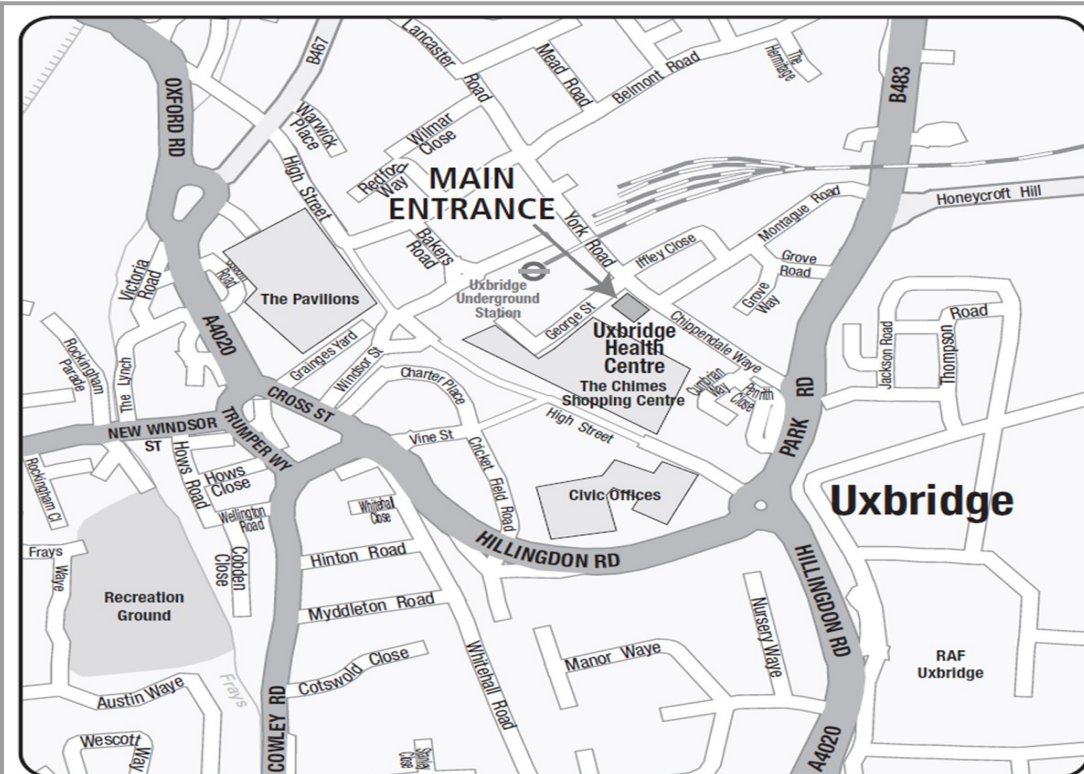 B467
Lancaster
Road
Mead Road
Belmont Road
The
Hermitage
B483
OXFORD RD
Warwick
Place
Wilmar
Close
High Street
Redford
Way
MAIN
ENTRANCE
York Road
Honeycroft Hill
Montague Road
Bakers
Road
Iffley Close
Grove
Road
Grove
Way
Victoria
Road
Road
The Pavilions
Uxbridge
Underground
Station
George St
Chippendale Waye
Uxbridge
Health
Centre
The Chimes
Shopping Centre
A4020
Rockingham
Parade
The Lynch
Grainges Yard
Windsor St
Charter Place
Cumbrian
Way
Penrith
Close
Jackson Road
Thompson
Road
CROSS ST
High Street
PARK RD
NEW WINDSOR
ST
TRUMPER WY
Vine St
Cricket Field Road
Hows Road
Hows
Close
Rockingham Cl
Wellington
Road
Whitehall
Close
Civic Offices
Uxbridge
Frays
Waye
Cobden
Close
Hinton Road
HILLINGDON RD
HILLINGDON RD
Recreation
Ground
Myddleton Road
Whitehall Road
Nursery Waye
Manor Waye
RAF
Uxbridge
Cotswold Close
Frays
Austin Waye
Wescott
Way
COWLEY RD
Close
A4020